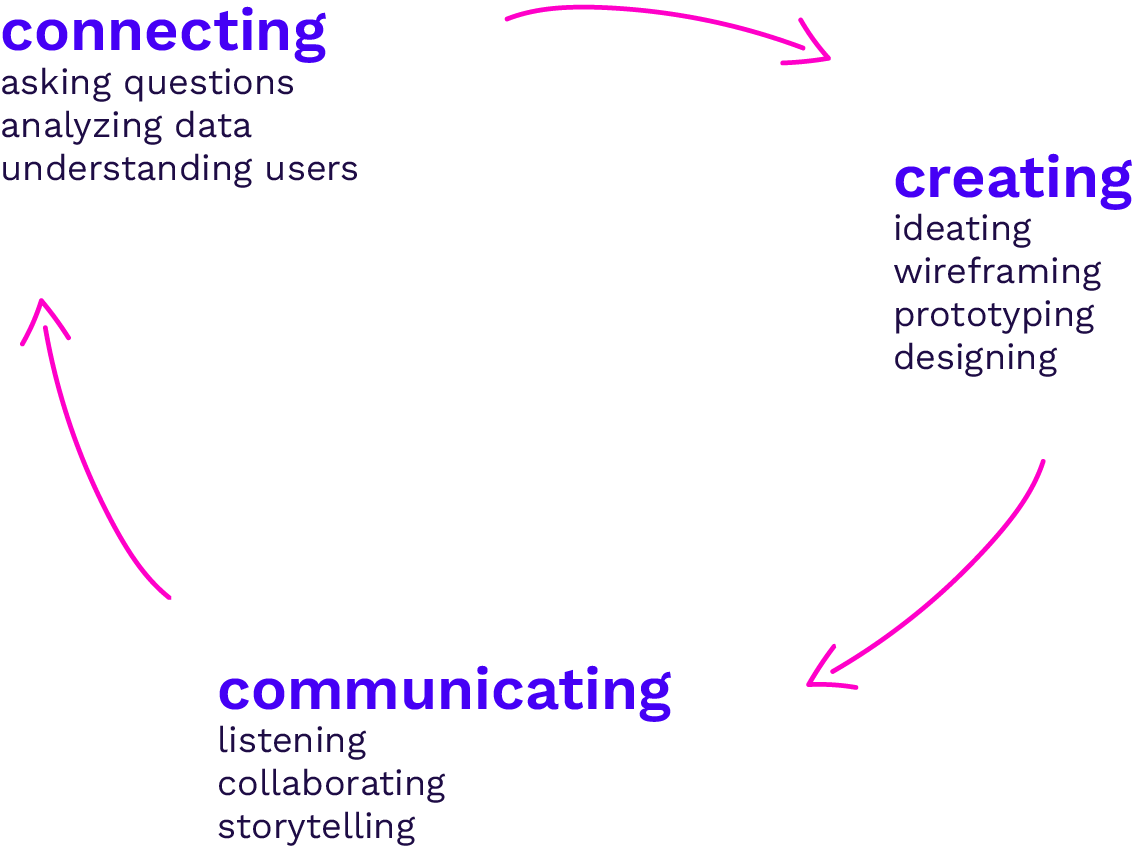 connecting
asking questions
analyzing data
understanding users
creating
ideating
wireframing
prototyping
designing
communicating
listening
collaborating
storytelling